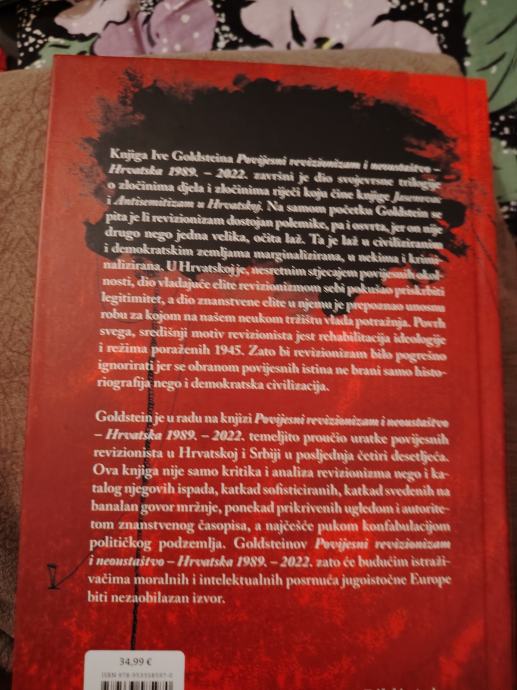 Knjiga Ive Goldsteina Povijesni revizionizam i neoustaštvo –
Hrvatska 1989. – 2022. završni je dio svojevrsne trilogije
o zločinima djela i zločinima riječi koju čine knjige Jasenovac
i Antisemitizam u Hrvatskoj. Na samom početku Goldstein se
pita je li revizionizam dostojan polemike, pa i osvrta, jer on nije
drugo nego jedna velika, očita laž. Ta je laž u civiliziranim
i demokratskim zemljama marginalizirana, u nekima i krimi-
nalizirana. U Hrvatskoj je, nesretnim stjecajem povijesnih okol-
nosti, dio vladajuće elite revizionizmom sebi pokušao priskrbiti
legitimitet, a dio znanstvene elite u njemu je prepoznao unosnu
robu za kojom na našem neukom tržištu vlada potražnja. Povrh
svega, središnji motiv revizionista jest rehabilitacija ideologije
i režima poraženih 1945. Zato bi revizionizam bilo pogrešno
ignorirati jer se obranom povijesnih istina ne brani samo histo-
riografija nego i demokratska civilizacija.
Goldstein je u radu na knjizi Povijesni revizionizam i neoustaštvo
– Hrvatska 1989. – 2022. temeljito proučio uratke povijesnih
revizionista u Hrvatskoj i Srbiji u posljednja četiri desetljeća.
Ova knjiga nije samo kritika i analiza revizionizma nego i ka-
talog njegovih ispada, katkad sofisticiranih, katkad svedenih na
banalan govor mržnje, ponekad prikrivenih ugledom i autorite-
tom znanstvenog časopisa, a najčešće pukom konfabulacijom
političkog podzemlja. Goldsteinov Povijesni revizionizam
i neoustaštvo – Hrvatska 1989. – 2022. zato će budućim istraži-
vačima moralnih i intelektualnih posrnuća jugoistočne Europe
biti nezaobilazan izvor.
34,99 €